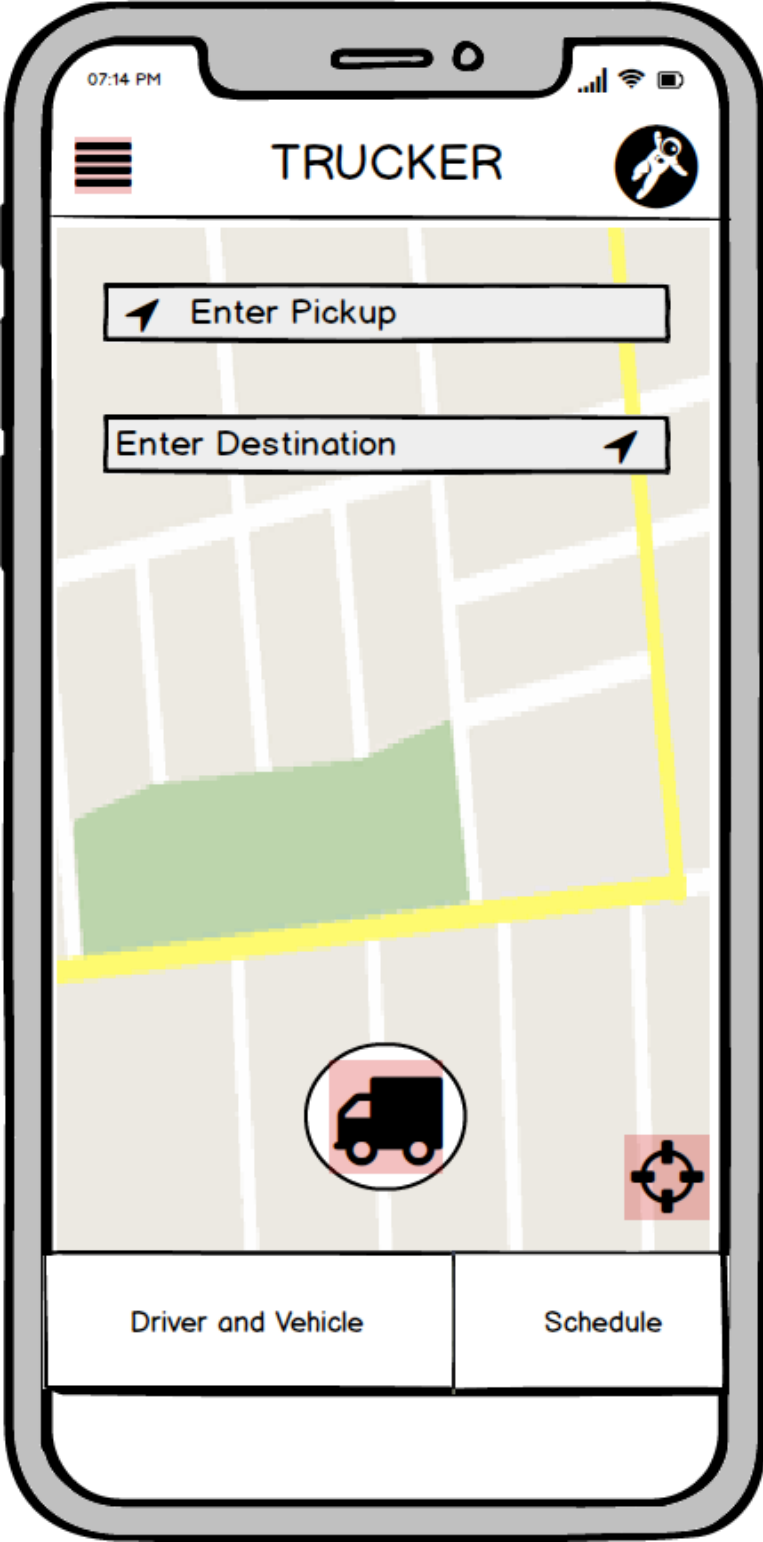 07:14 PM
TRUCKER
Enter Pickup
Enter Destination
Driver and Vehicle
Schedule